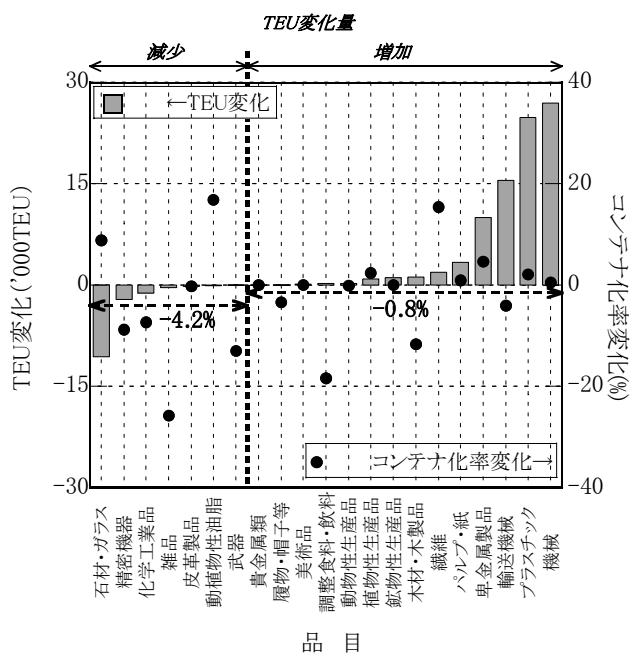 TEU変化量
減少 増加
30 40
←TEU変化
15 20
0 0
-4.2% -0.8%
-15 -20
コンテナ化率変化→
-30 -40
TEU変化('000TEU)
コンテナ化率変化(%)
石材・ガラス
精密機器
化学工業品
雑品
皮革製品
動植物性油脂
武器
貴金属類
履物・帽子等
美術品
調整食料・飲料
動物性生産品
植物性生産品
鉱物性生産品
木材・木製品
繊維
パルプ・紙
卑金属製品
輸送機械
プラスチック
機械
品 目